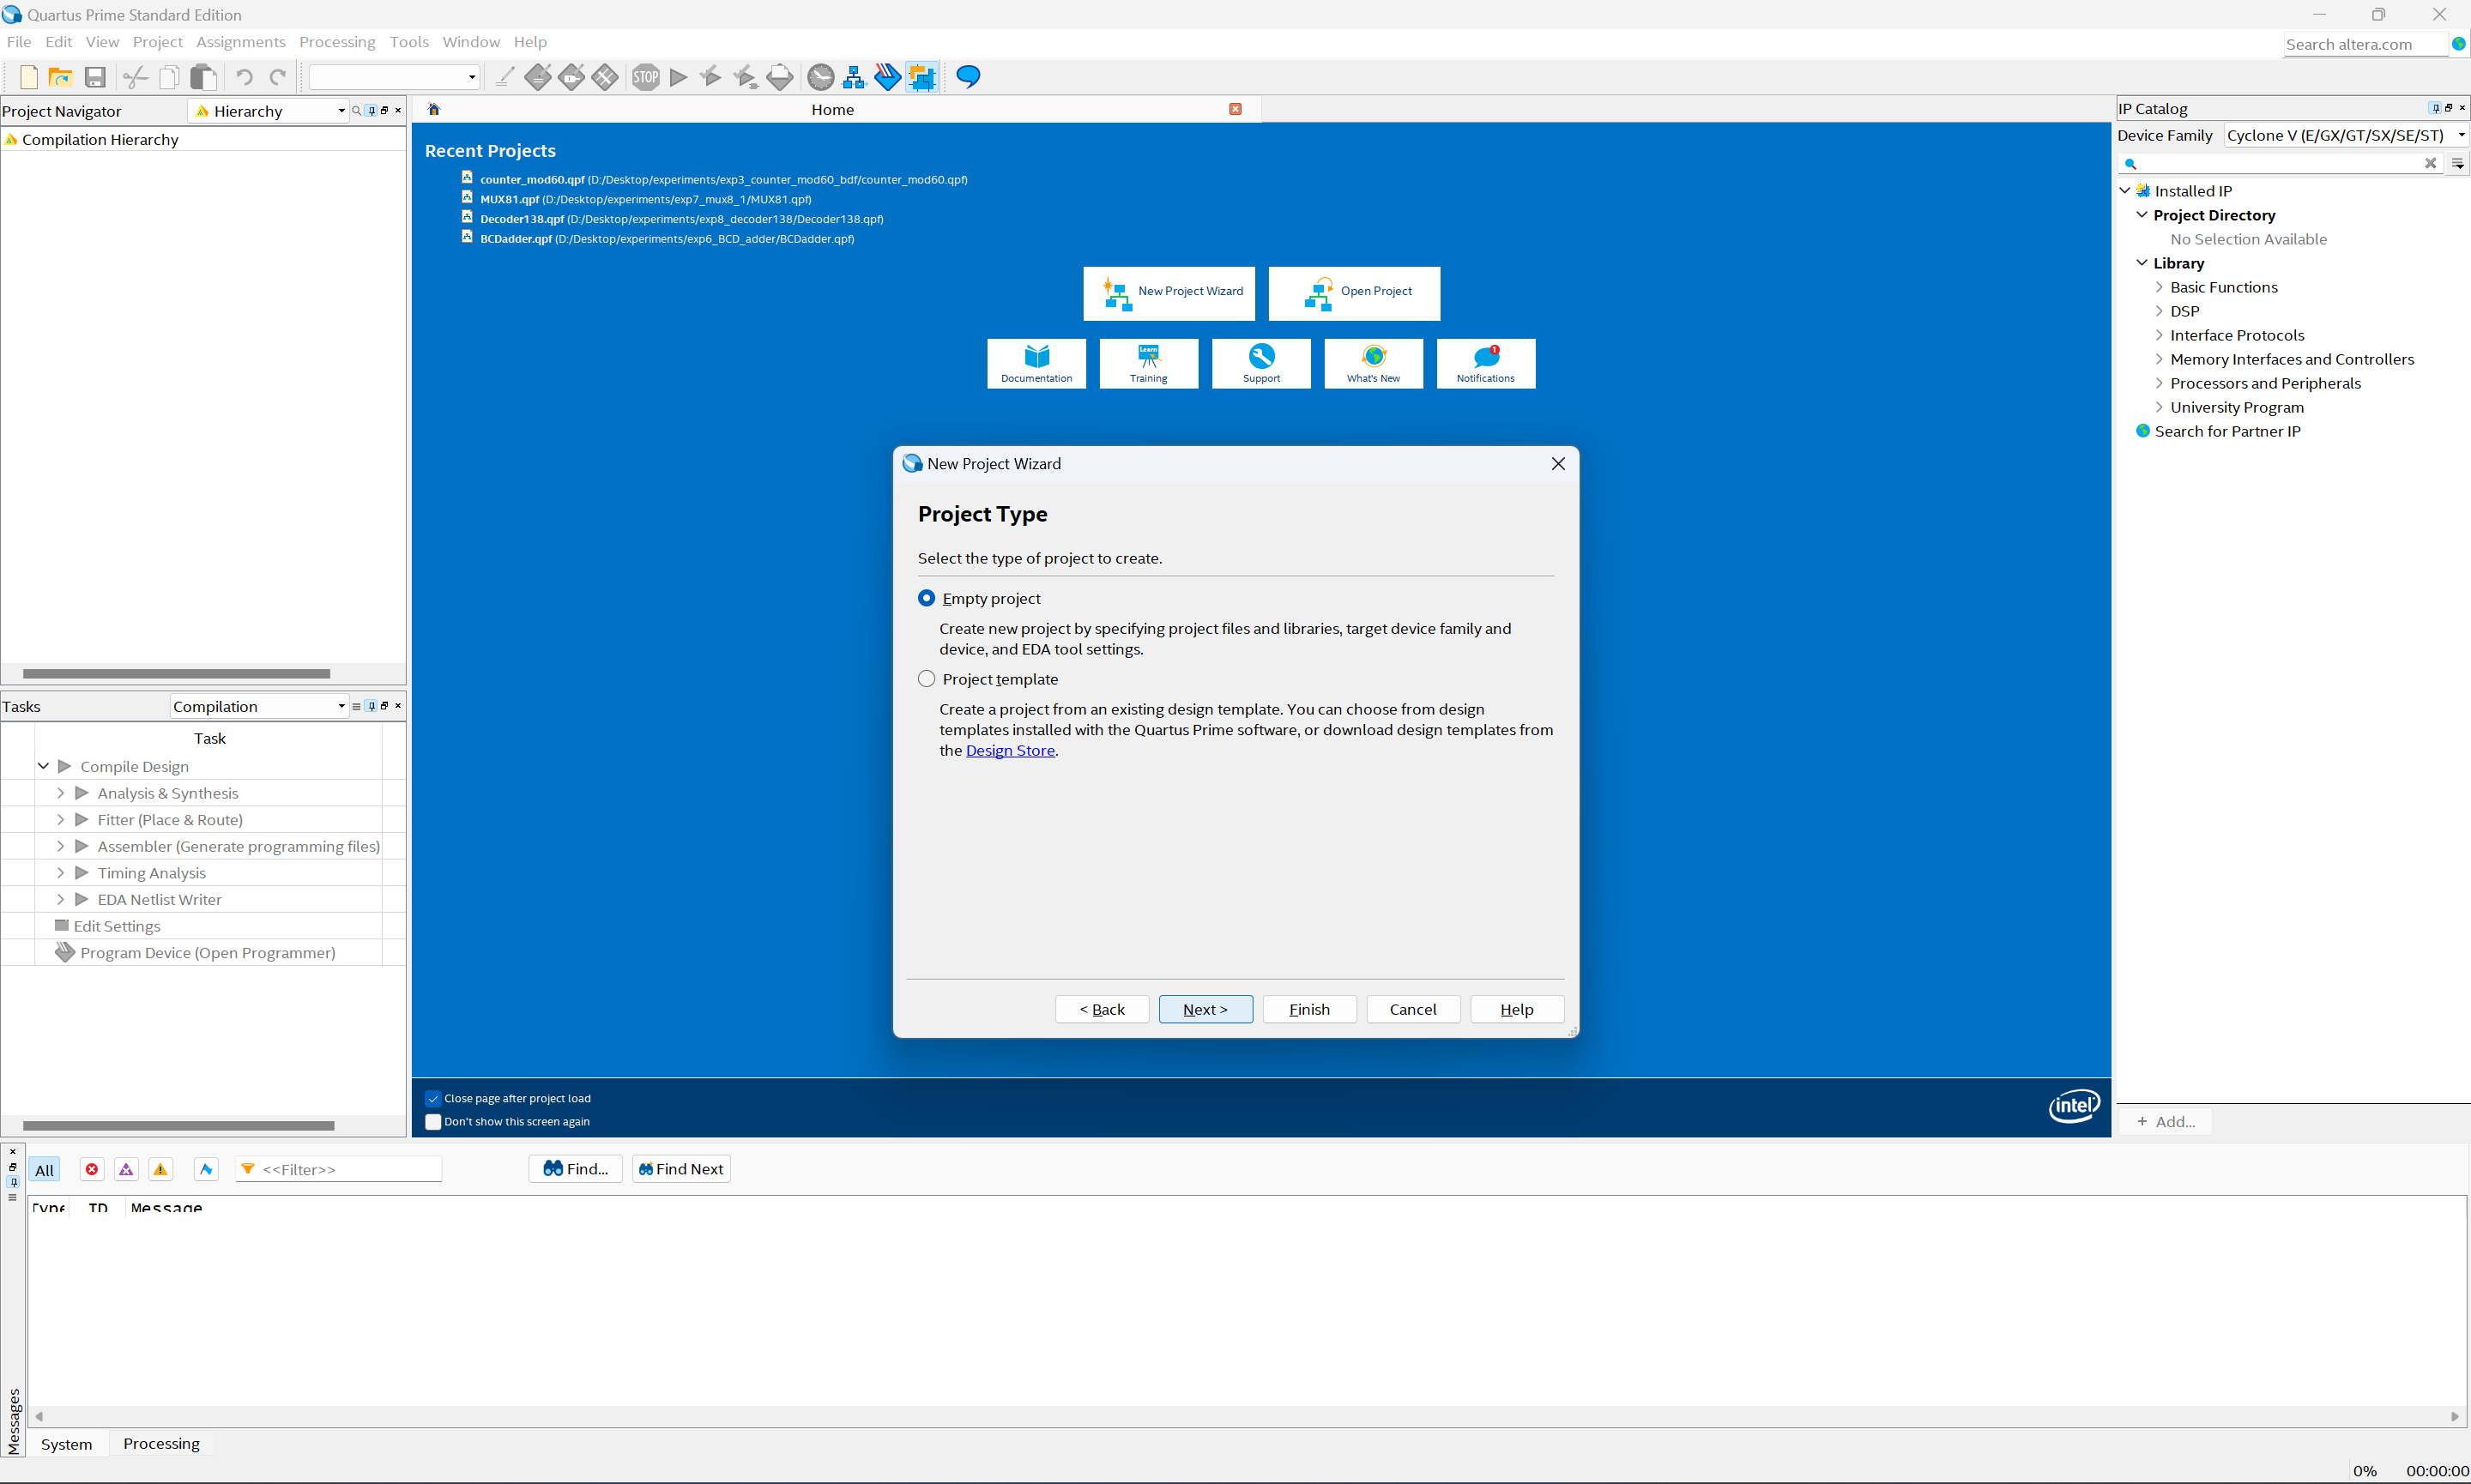 Quartus Prime Standard Edition
File Edit View Project Assignments Processing Tools Window Help
Search altera.com
STOP
Project Navigator Hierarchy
Compilation Hierarchy
Home
Recent Projects
counter_mod60.qpf (D:/Desktop/experiments/exp3_counter_mod60_bdf/counter_mod60.qpf)
MUX81.qpf (D:/Desktop/experiments/exp7_mux8_1/MUX81.qpf)
Decoder138.qpf (D:/Desktop/experiments/exp8_decoder138/Decoder138.qpf)
BCDadder.qpf (D:/Desktop/experiments/exp6_BCD_adder/BCDadder.qpf)
New Project Wizard
Open Project
Learn
1
Documentation
Training
Support
What's New
Notifications
IP Catalog
Device Family Cyclone V (E/GX/GT/SX/SE/ST)
Installed IP
Project Directory
No Selection Available
Library
Basic Functions
DSP
Interface Protocols
Memory Interfaces and Controllers
Processors and Peripherals
University Program
Search for Partner IP
+ Add...
New Project Wizard
Project Type
Select the type of project to create.
Empty project
Create new project by specifying project files and libraries, target device family and
device, and EDA tool settings.
Project template
Create a project from an existing design template. You can choose from design
templates installed with the Quartus Prime software, or download design templates from
the Design Store.
< Back
Next >
Finish
Cancel
Help
Tasks Compilation
Task
Compile Design
Analysis & Synthesis
Fitter (Place & Route)
Assembler (Generate programming files)
Timing Analysis
EDA Netlist Writer
Edit Settings
Program Device (Open Programmer)
Close page after project load
Don't show this screen again
intel
All
<<Filter>>
Find...
Find Next
Type ID Message
Messages
System Processing
0% 00:00:00